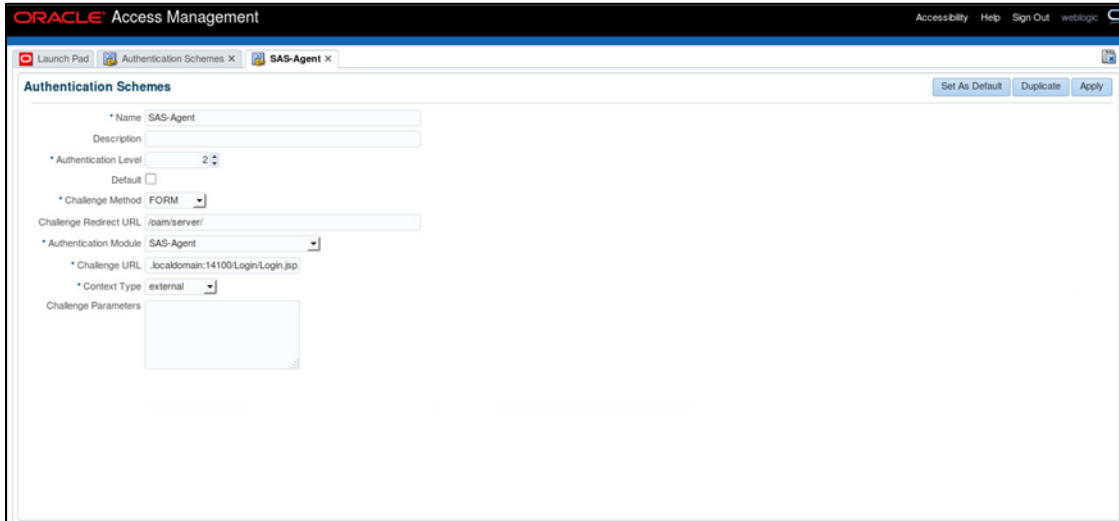 ORACLE Access Management
Accessibility Help Sign Out weblogic
Launch Pad Authentication Schemes × SAS-Agent ×
Authentication Schemes
Set As Default Duplicate Apply
* Name SAS-Agent
Description
* Authentication Level 2
Default
* Challenge Method FORM
Challenge Redirect URL /oam/server/
* Authentication Module SAS-Agent
* Challenge URL .localdomain:14100/Login/Login.jsp
* Context Type external
Challenge Parameters